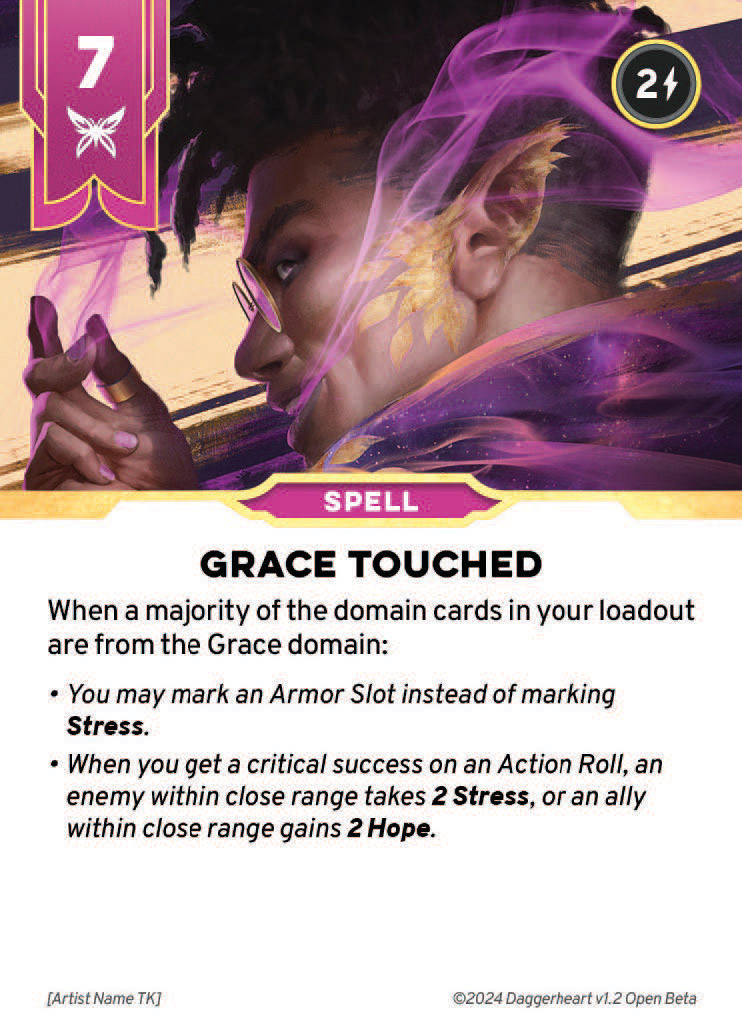 7
2
SPELL
GRACE TOUCHED
When a majority of the domain cards in your loadout
are from the Grace domain:
• You may mark an Armor Slot instead of marking
Stress.
• When you get a critical success on an Action Roll, an
enemy within close range takes 2 Stress, or an ally
within close range gains 2 Hope.
[Artist Name TK]
©2024 Daggerheart v1.2 Open Beta